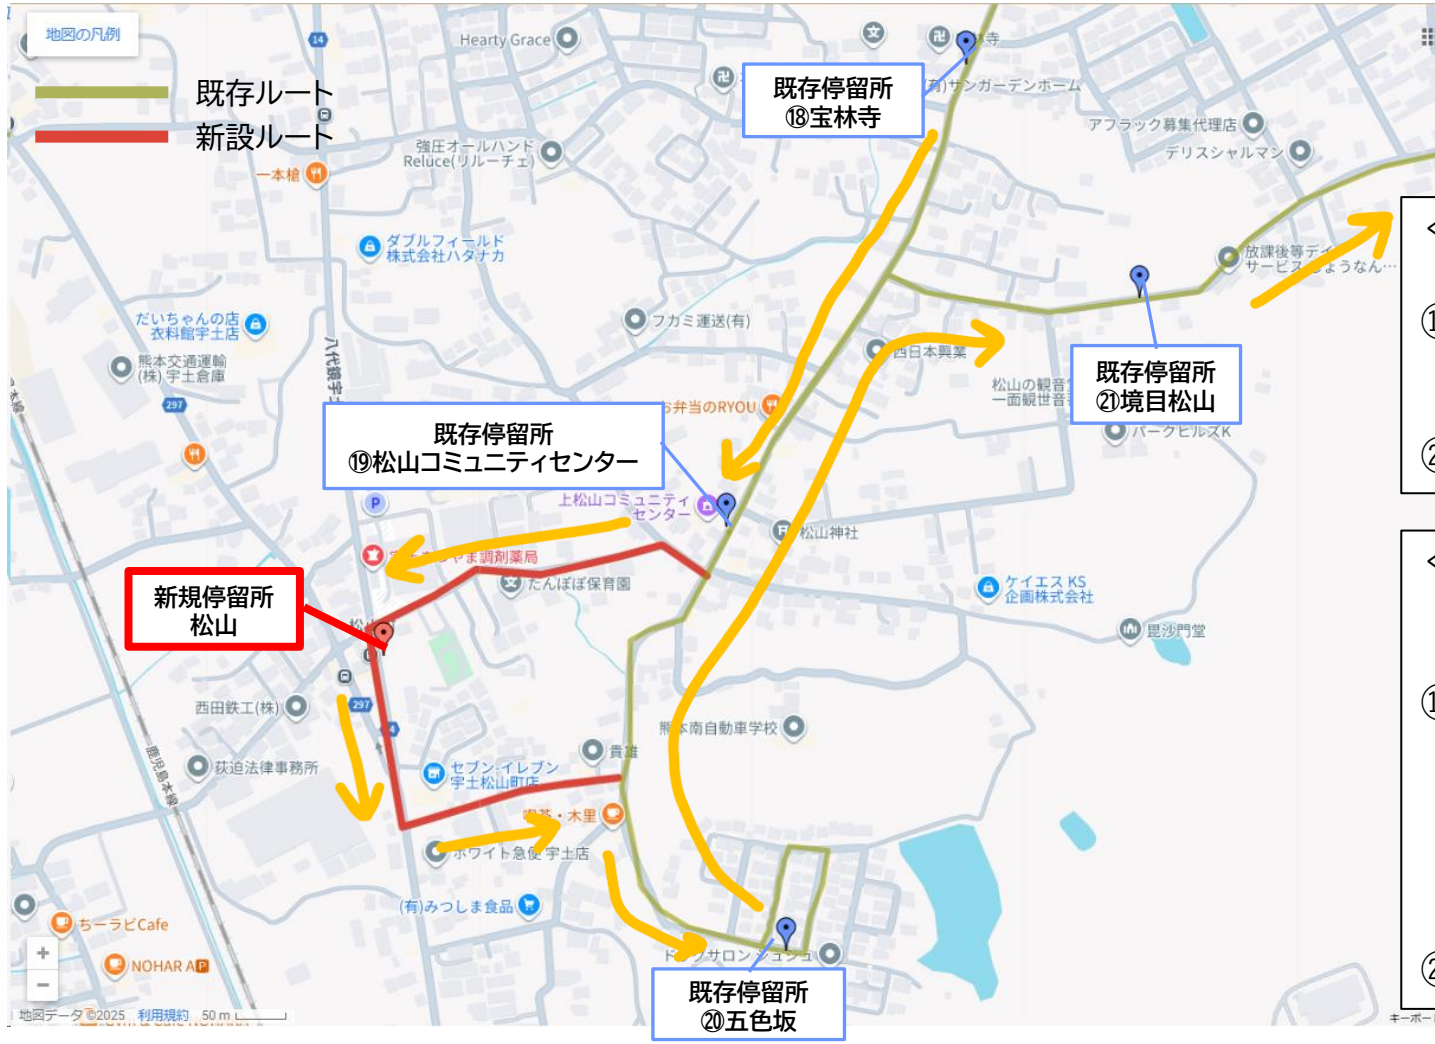 地図の凡例
既存ルート
新設ルート
14
Hearty Grace
既存停留所
⑱宝林寺
(有)サンガーデンホーム
アフラック募集代理店
デリスシャルマン
強圧オールハンド
Reluce(リルーチェ)
一本槍
ダブルフィールド
株式会社ハタナカ
放課後等デイ
だいちゃんの店
衣料館宇土店
フカミ運送(有)
熊本交通運輸
(株) 宇土倉庫
西日本興業
既存停留所
㉑境目松山
297
お弁当のRYOU
パークヒルズK
既存停留所
⑲松山コミュニティセンター
P
上松山コミュニティ
センター
松山神社
たんぽぽ保育園
ケイエス KS
企画株式会社
新規停留所
松山
毘沙門堂
西田鉄工(株)
297
熊本南自動車学校
貴雄
荻迫法律事務所
鹿児島本線
セブン-イレブン
宇土松山町店
喫茶・木里
ホワイト急便 宇土店
(有)みつしま食品
ちーラビCafe
NOHARA
既存停留所
⑳五色坂
地図データ ©2025
利用規約
50 m